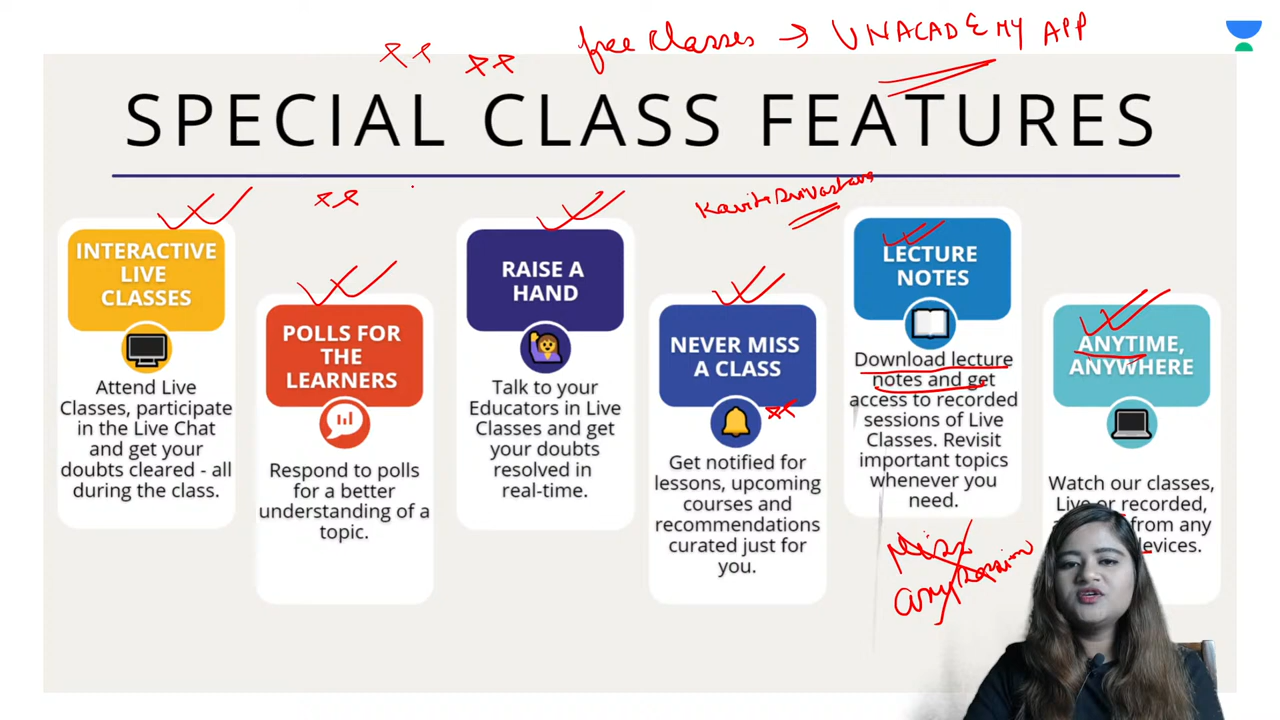 free classes → UNACADEMY APP
SPECIAL CLASS FEATURES
Kavita Srivastava
INTERACTIVE
LIVE
CLASSES
Attend Live
Classes, participate
in the Live Chat
and get your
doubts cleared - all
during the class.
POLLS FOR
THE
LEARNERS
Respond to polls
for a better
understanding of a
topic.
RAISE A
HAND
Talk to your
Educators in Live
Classes and get
your doubts
resolved in
real-time.
NEVER MISS
A CLASS
Get notified for
lessons, upcoming
courses and
recommendations
curated just for
you.
LECTURE
NOTES
Download lecture
notes and get
access to recorded
sessions of Live
Classes. Revisit
important topics
whenever you
need.
Miss
any session
ANYTIME,
ANYWHERE
Watch our classes,
Live or recorded,
from any
devices.